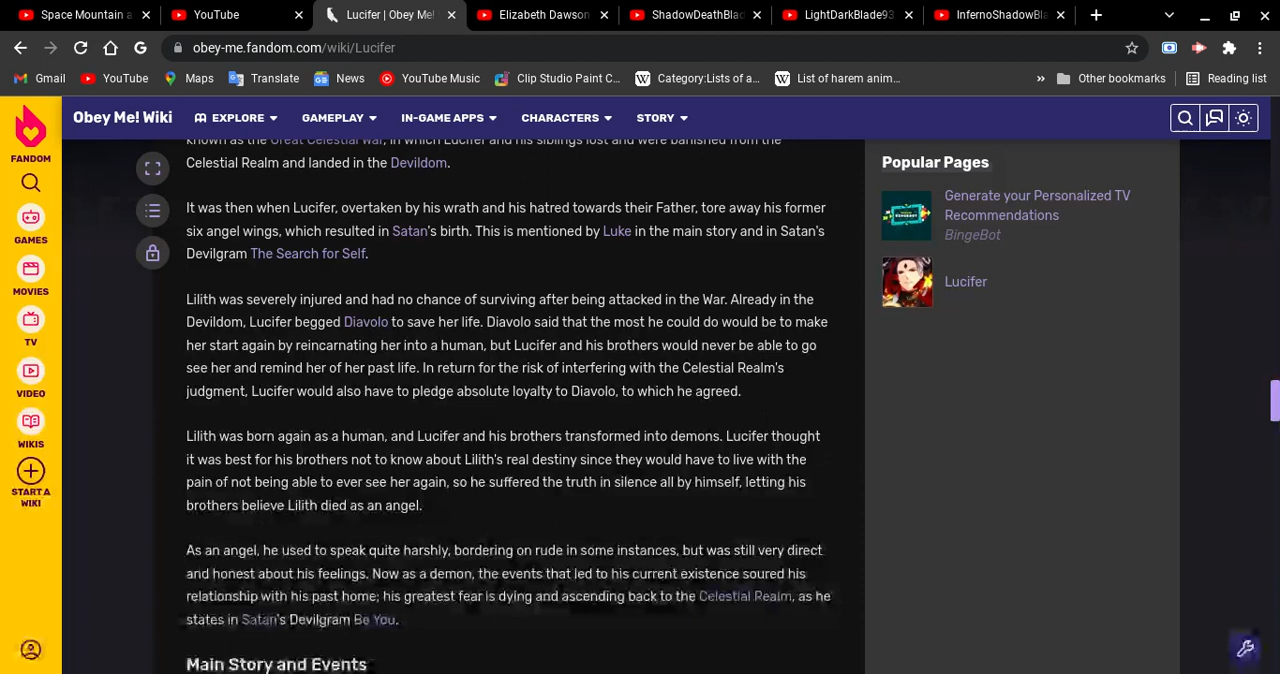 Space Mountain a
YouTube
Lucifer | Obey Me!
Elizabeth Dawson
ShadowDeathBlad
LightDarkBlade93
InfernoShadowBla
obey-me.fandom.com/wiki/Lucifer
Gmail
YouTube
Maps
Translate
News
YouTube Music
Clip Studio Paint C...
Category:Lists of a...
List of harem anim...
»
Other bookmarks
Reading list
FANDOM
GAMES
MOVIES
TV
VIDEO
WIKIS
START A
WIKI
Obey Me! Wiki
EXPLORE
GAMEPLAY
IN-GAME APPS
CHARACTERS
STORY
known as the Great Celestial War, in which Lucifer and his siblings lost and were banished from the
Celestial Realm and landed in the Devildom.
It was then when Lucifer, overtaken by his wrath and his hatred towards their Father, tore away his former
six angel wings, which resulted in Satan's birth. This is mentioned by Luke in the main story and in Satan's
Devilgram The Search for Self.
Lilith was severely injured and had no chance of surviving after being attacked in the War. Already in the
Devildom, Lucifer begged Diavolo to save her life. Diavolo said that the most he could do would be to make
her start again by reincarnating her into a human, but Lucifer and his brothers would never be able to go
see her and remind her of her past life. In return for the risk of interfering with the Celestial Realm's
judgment, Lucifer would also have to pledge absolute loyalty to Diavolo, to which he agreed.
Lilith was born again as a human, and Lucifer and his brothers transformed into demons. Lucifer thought
it was best for his brothers not to know about Lilith's real destiny since they would have to live with the
pain of not being able to ever see her again, so he suffered the truth in silence all by himself, letting his
brothers believe Lilith died as an angel.
As an angel, he used to speak quite harshly, bordering on rude in some instances, but was still very direct
and honest about his feelings. Now as a demon, the events that led to his current existence soured his
relationship with his past home; his greatest fear is dying and ascending back to the Celestial Realm, as he
states in Satan's Devilgram Be You.
Main Story and Events
Popular Pages
Generate your Personalized TV
Recommendations
BingeBot
Lucifer